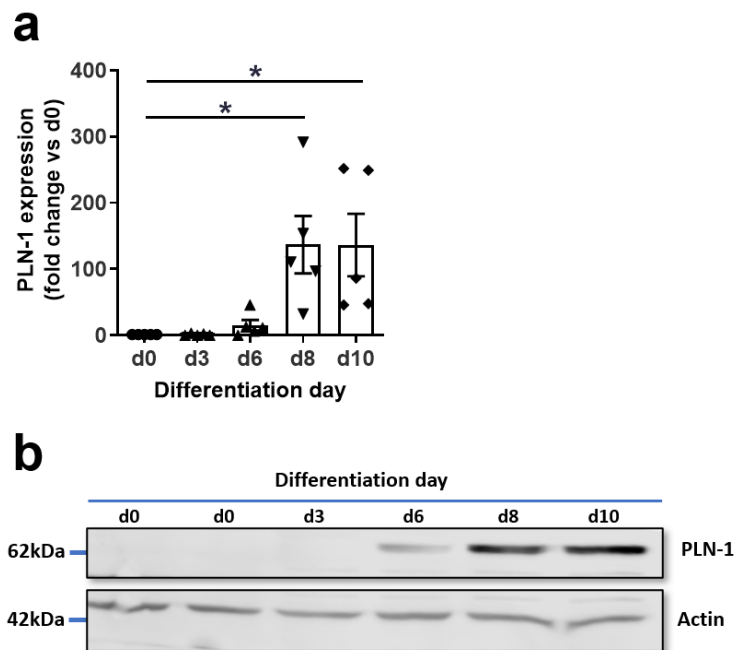 a
PLN-1 expression
(fold change vs d0)
400
300
200
100
0
*
*
d0 d3 d6 d8 d10
Differentiation day
b
Differentiation day
d0 d0 d3 d6 d8 d10
62kDa PLN-1
42kDa Actin